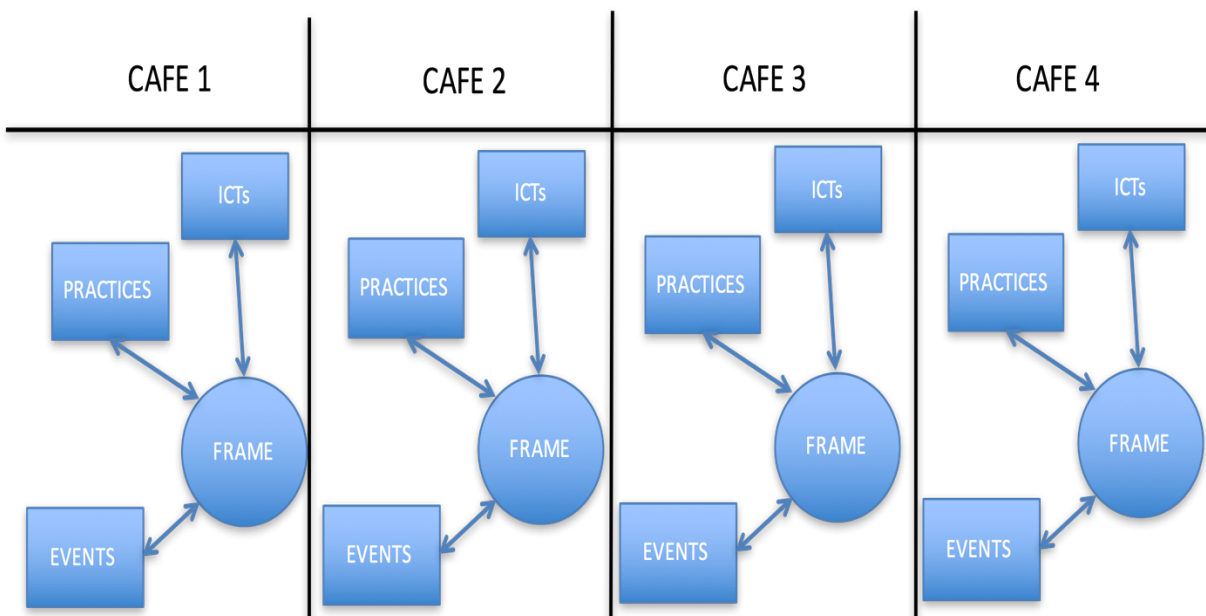 CAFE 1
CAFE 2
CAFE 3
CAFE 4
ICTs
PRACTICES
FRAME
EVENTS
ICTs
PRACTICES
FRAME
EVENTS
ICTs
PRACTICES
FRAME
EVENTS
ICTs
PRACTICES
FRAME
EVENTS